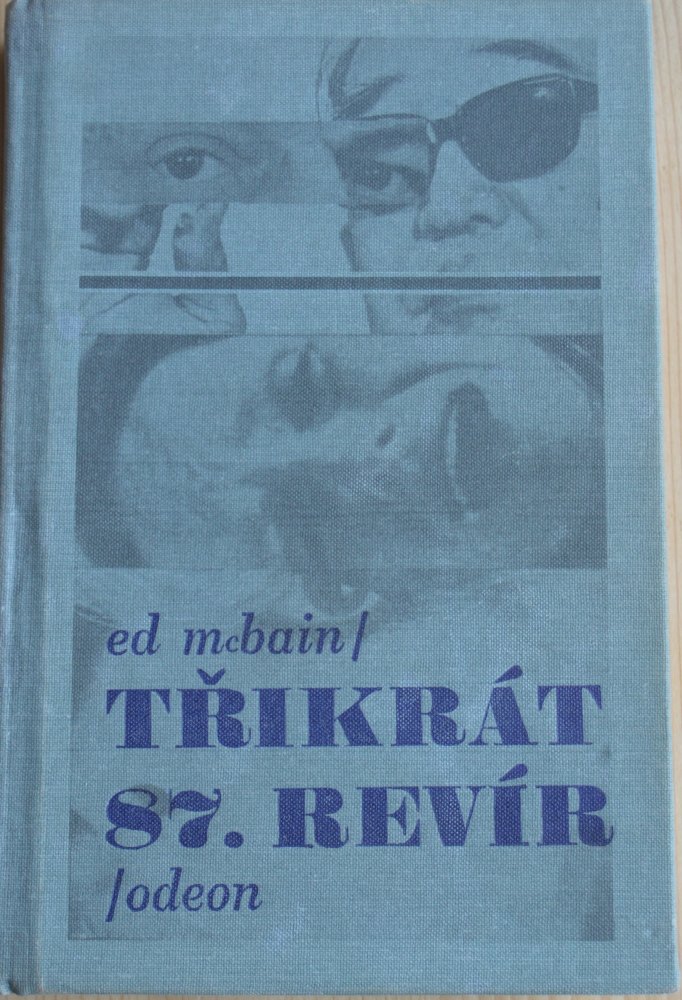 ed mcbain/
TŘIKRÁT
87. REVÍR
/odeon